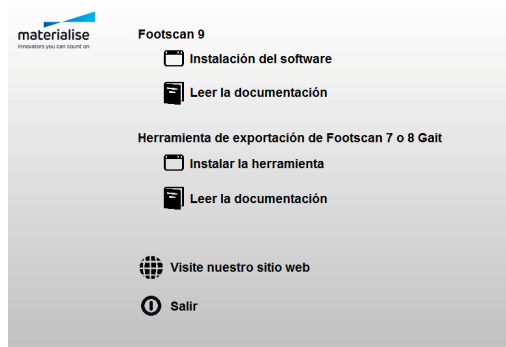 materialise
innovators you can count on
Footscan 9
Instalación del software
Leer la documentación
Herramienta de exportación de Footscan 7 o 8 Gait
Instalar la herramienta
Leer la documentación
Visite nuestro sitio web
Salir